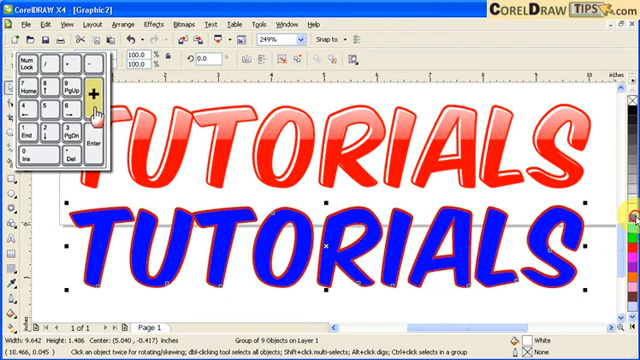 CORELDRAW TIPS.com
CorelDRAW X4 - [Graphic2]
File Edit View Layout Arrange Effects Bitmaps Text Table Tools Window Help
249% Snap to
100.0 %
100.0 %
0.0
Num Lock / * -
7 Home 8 9 PgUp +
4 5 6
1 End 2 3 PgDn Enter
0 Ins . Del
TUTORIALS
TUTORIALS
1 of 1 Page 1
Width: 9.642 Height: 1.486 Center: (5.040, -0.417) inches Group of 9 Objects on Layer 1 White
(10.466, 0.045) Click an object twice for rotating/skewing; dbl-clicking tool selects all objects; Shift+click multi-selects; Alt+click digs; Ctrl+click selects in a group None